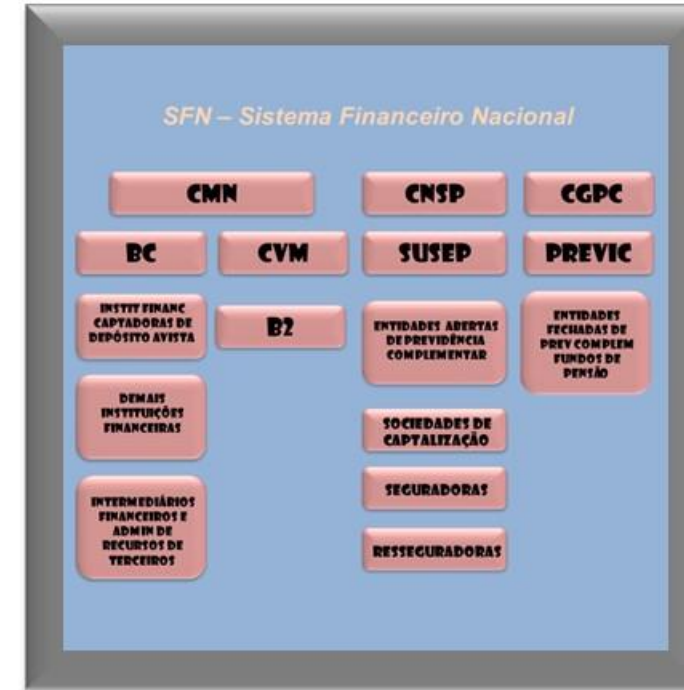 SFN – Sistema Financeiro Nacional
CMN
CNSP
CGPC
BC
CVM
SUSEP
PREVIC
INSTIT FINANC
CAPTADORAS DE
DEPÓSITO AVISTA
B2
ENTIDADES ABERTAS
DE PREVIDÊNCIA
COMPLEMENTAR
ENTIDADES
FECHADAS DE
PREV COMPLEM
FUNDOS DE
PENSÃO
DEMAIS
INSTITUIÇÕES
FINANCEIRAS
SOCIEDADES DE
CAPTALIZAÇÃO
SEGURADORAS
INTERMEDIÁRIOS
FINANCEIROS E
ADMIN DE
RECURSOS DE
TERCEIROS
RESSEGURADORAS